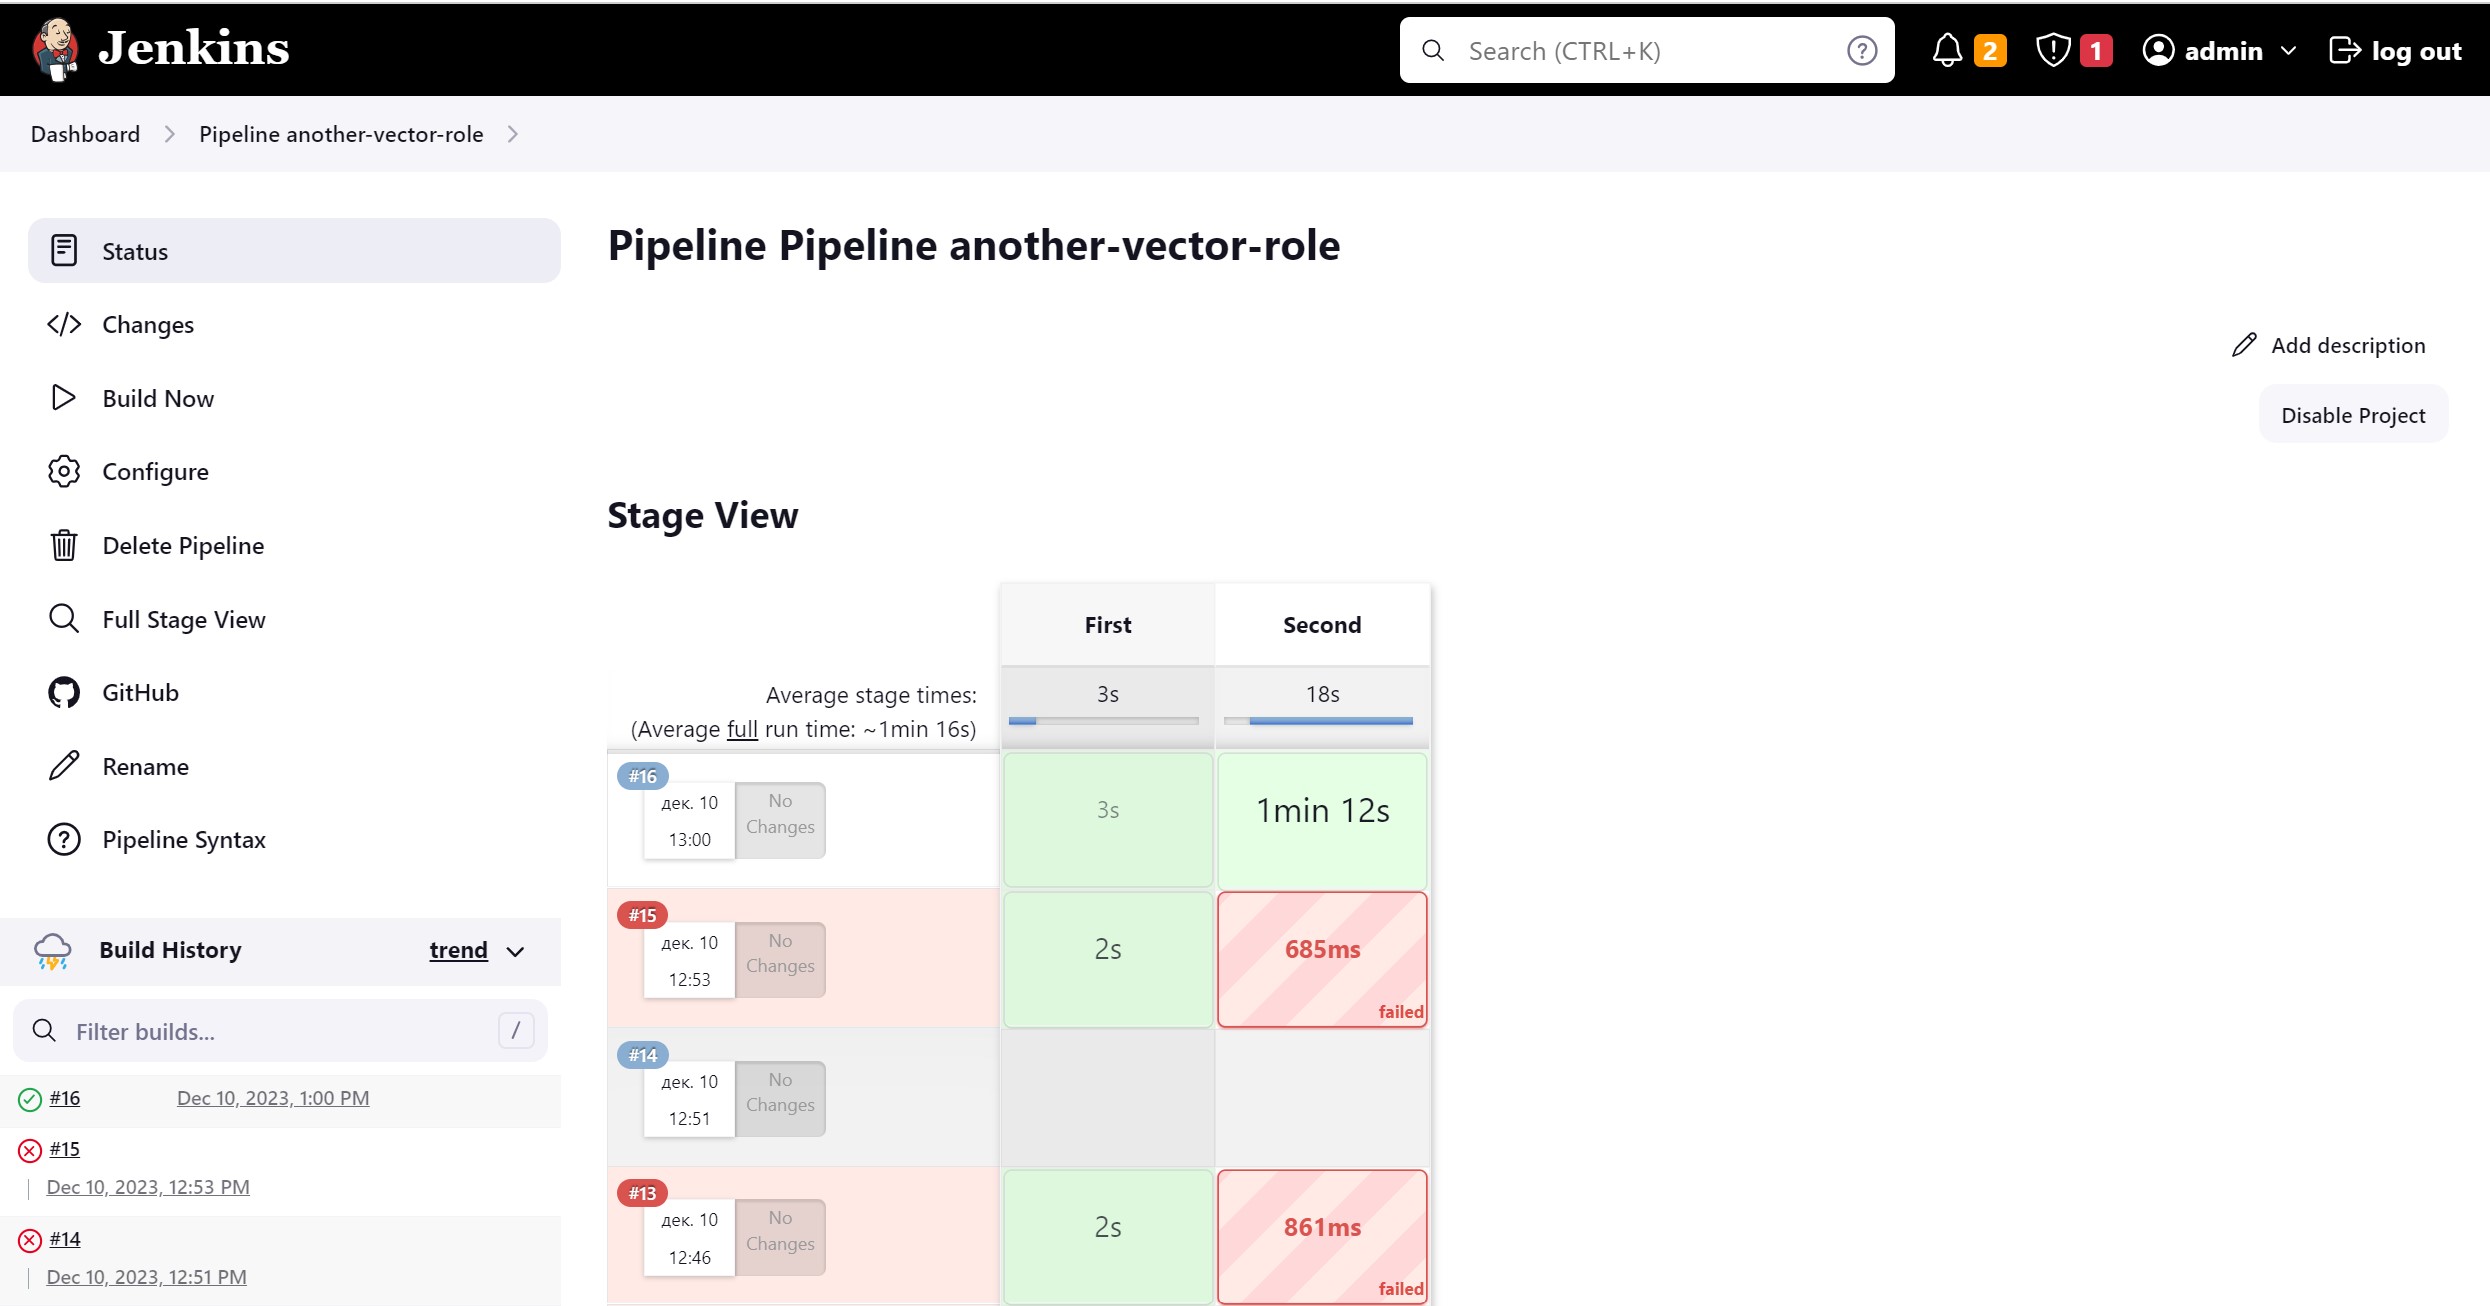 Jenkins
Search (CTRL+K)
?
2
1
admin
log out
Dashboard
Pipeline another-vector-role
Status
Changes
Build Now
Configure
Delete Pipeline
Full Stage View
GitHub
Rename
Pipeline Syntax
Build History
trend
Filter builds...
/
#16
Dec 10, 2023, 1:00 PM
#15
Dec 10, 2023, 12:53 PM
#14
Dec 10, 2023, 12:51 PM
Pipeline Pipeline another-vector-role
Add description
Disable Project
Stage View
First
Second
Average stage times:
(Average full run time: ~1min 16s)
3s
18s
#16
дек. 10
13:00
No
Changes
3s
1min 12s
#15
дек. 10
12:53
No
Changes
2s
685ms
failed
#14
дек. 10
12:51
No
Changes
#13
дек. 10
12:46
No
Changes
2s
861ms
failed